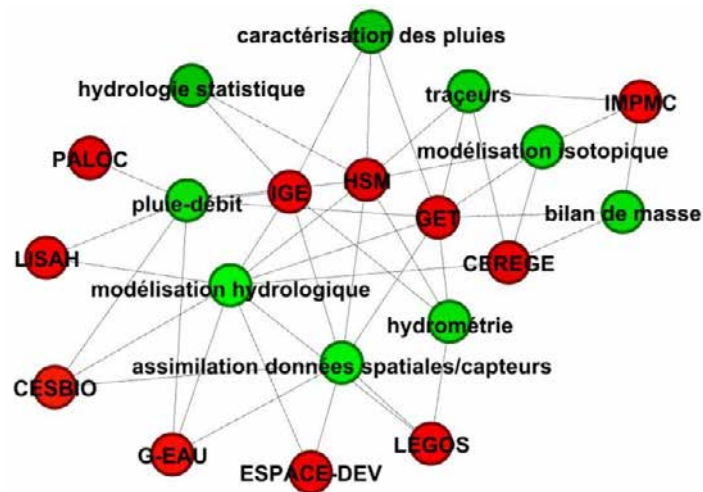 caractérisation des pluies
hydrologie statistique
traçeurs
IMPMC
modélisation isotopique
PALOC
IGE
HSM
pluie-débit
GET
bilan de masse
LISAH
modélisation hydrologique
CEREGE
hydrométrie
assimilation données spatiales/capteurs
CESBIO
G-EAU
ESPACE-DEV
LEGOS